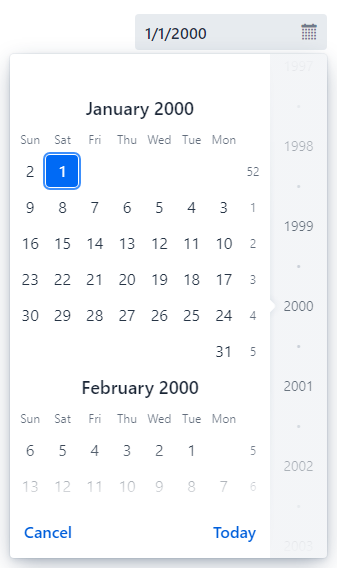 1/1/2000
1997
January 2000
Sun Sat Fri Thu Wed Tue Mon
1998
2 1 52
9 8 7 6 5 4 3 1
1999
16 15 14 13 12 11 10 2
23 22 21 20 19 18 17 3
2000
30 29 28 27 26 25 24 4
31 5
February 2000
2001
Sun Sat Fri Thu Wed Tue Mon
6 5 4 3 2 1 5
2002
13 12 11 10 9 8 7 6
Cancel Today
2003